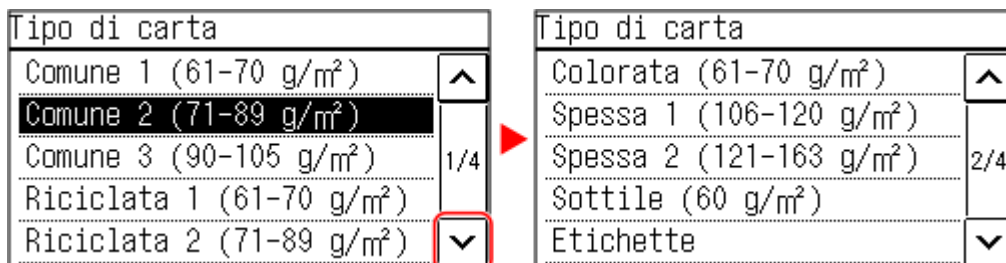 Tipo di carta
Comune 1 (61-70 g/m²)
Comune 2 (71-89 g/m²)
Comune 3 (90-105 g/m²)
Riciclata 1 (61-70 g/m²)
Riciclata 2 (71-89 g/m²)
1/4
Tipo di carta
Colorata (61-70 g/m²)
Spessa 1 (106-120 g/m²)
Spessa 2 (121-163 g/m²)
Sottile (60 g/m²)
Etichette
2/4